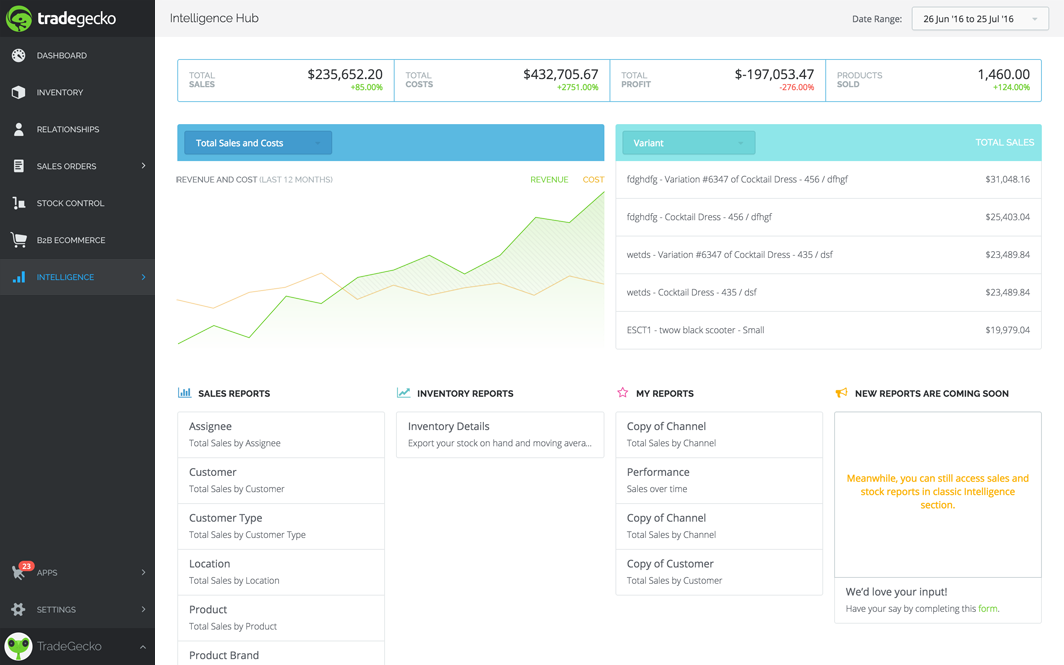 tradegecko
DASHBOARD
INVENTORY
RELATIONSHIPS
SALES ORDERS
STOCK CONTROL
B2B ECOMMERCE
INTELLIGENCE
23
APPS
SETTINGS
TradeGecko
Intelligence Hub
Date Range:
26 Jun '16 to 25 Jul '16
TOTAL SALES
$235,652.20
+85.00%
TOTAL COSTS
$432,705.67
+2751.00%
TOTAL PROFIT
$-197,053.47
-276.00%
PRODUCTS SOLD
1,460.00
+124.00%
Total Sales and Costs
REVENUE AND COST (LAST 12 MONTHS)
REVENUE COST
Variant
TOTAL SALES
fdghdfg - Variation #6347 of Cocktail Dress - 456 / dfhgf $31,048.16
fdghdfg - Cocktail Dress - 456 / dfhgf $25,403.04
wetds - Variation #6347 of Cocktail Dress - 435 / dsf $23,489.84
wetds - Cocktail Dress - 435 / dsf $23,489.84
ESCT1 - twow black scooter - Small $19,979.04
SALES REPORTS
Assignee
Total Sales by Assignee
Customer
Total Sales by Customer
Customer Type
Total Sales by Customer Type
Location
Total Sales by Location
Product
Total Sales by Product
Product Brand
INVENTORY REPORTS
Inventory Details
Export your stock on hand and moving avera...
MY REPORTS
Copy of Channel
Total Sales by Channel
Performance
Sales over time
Copy of Channel
Total Sales by Channel
Copy of Customer
Total Sales by Customer
NEW REPORTS ARE COMING SOON
Meanwhile, you can still access sales and
stock reports in classic Intelligence
section.
We'd love your input!
Have your say by completing this form.